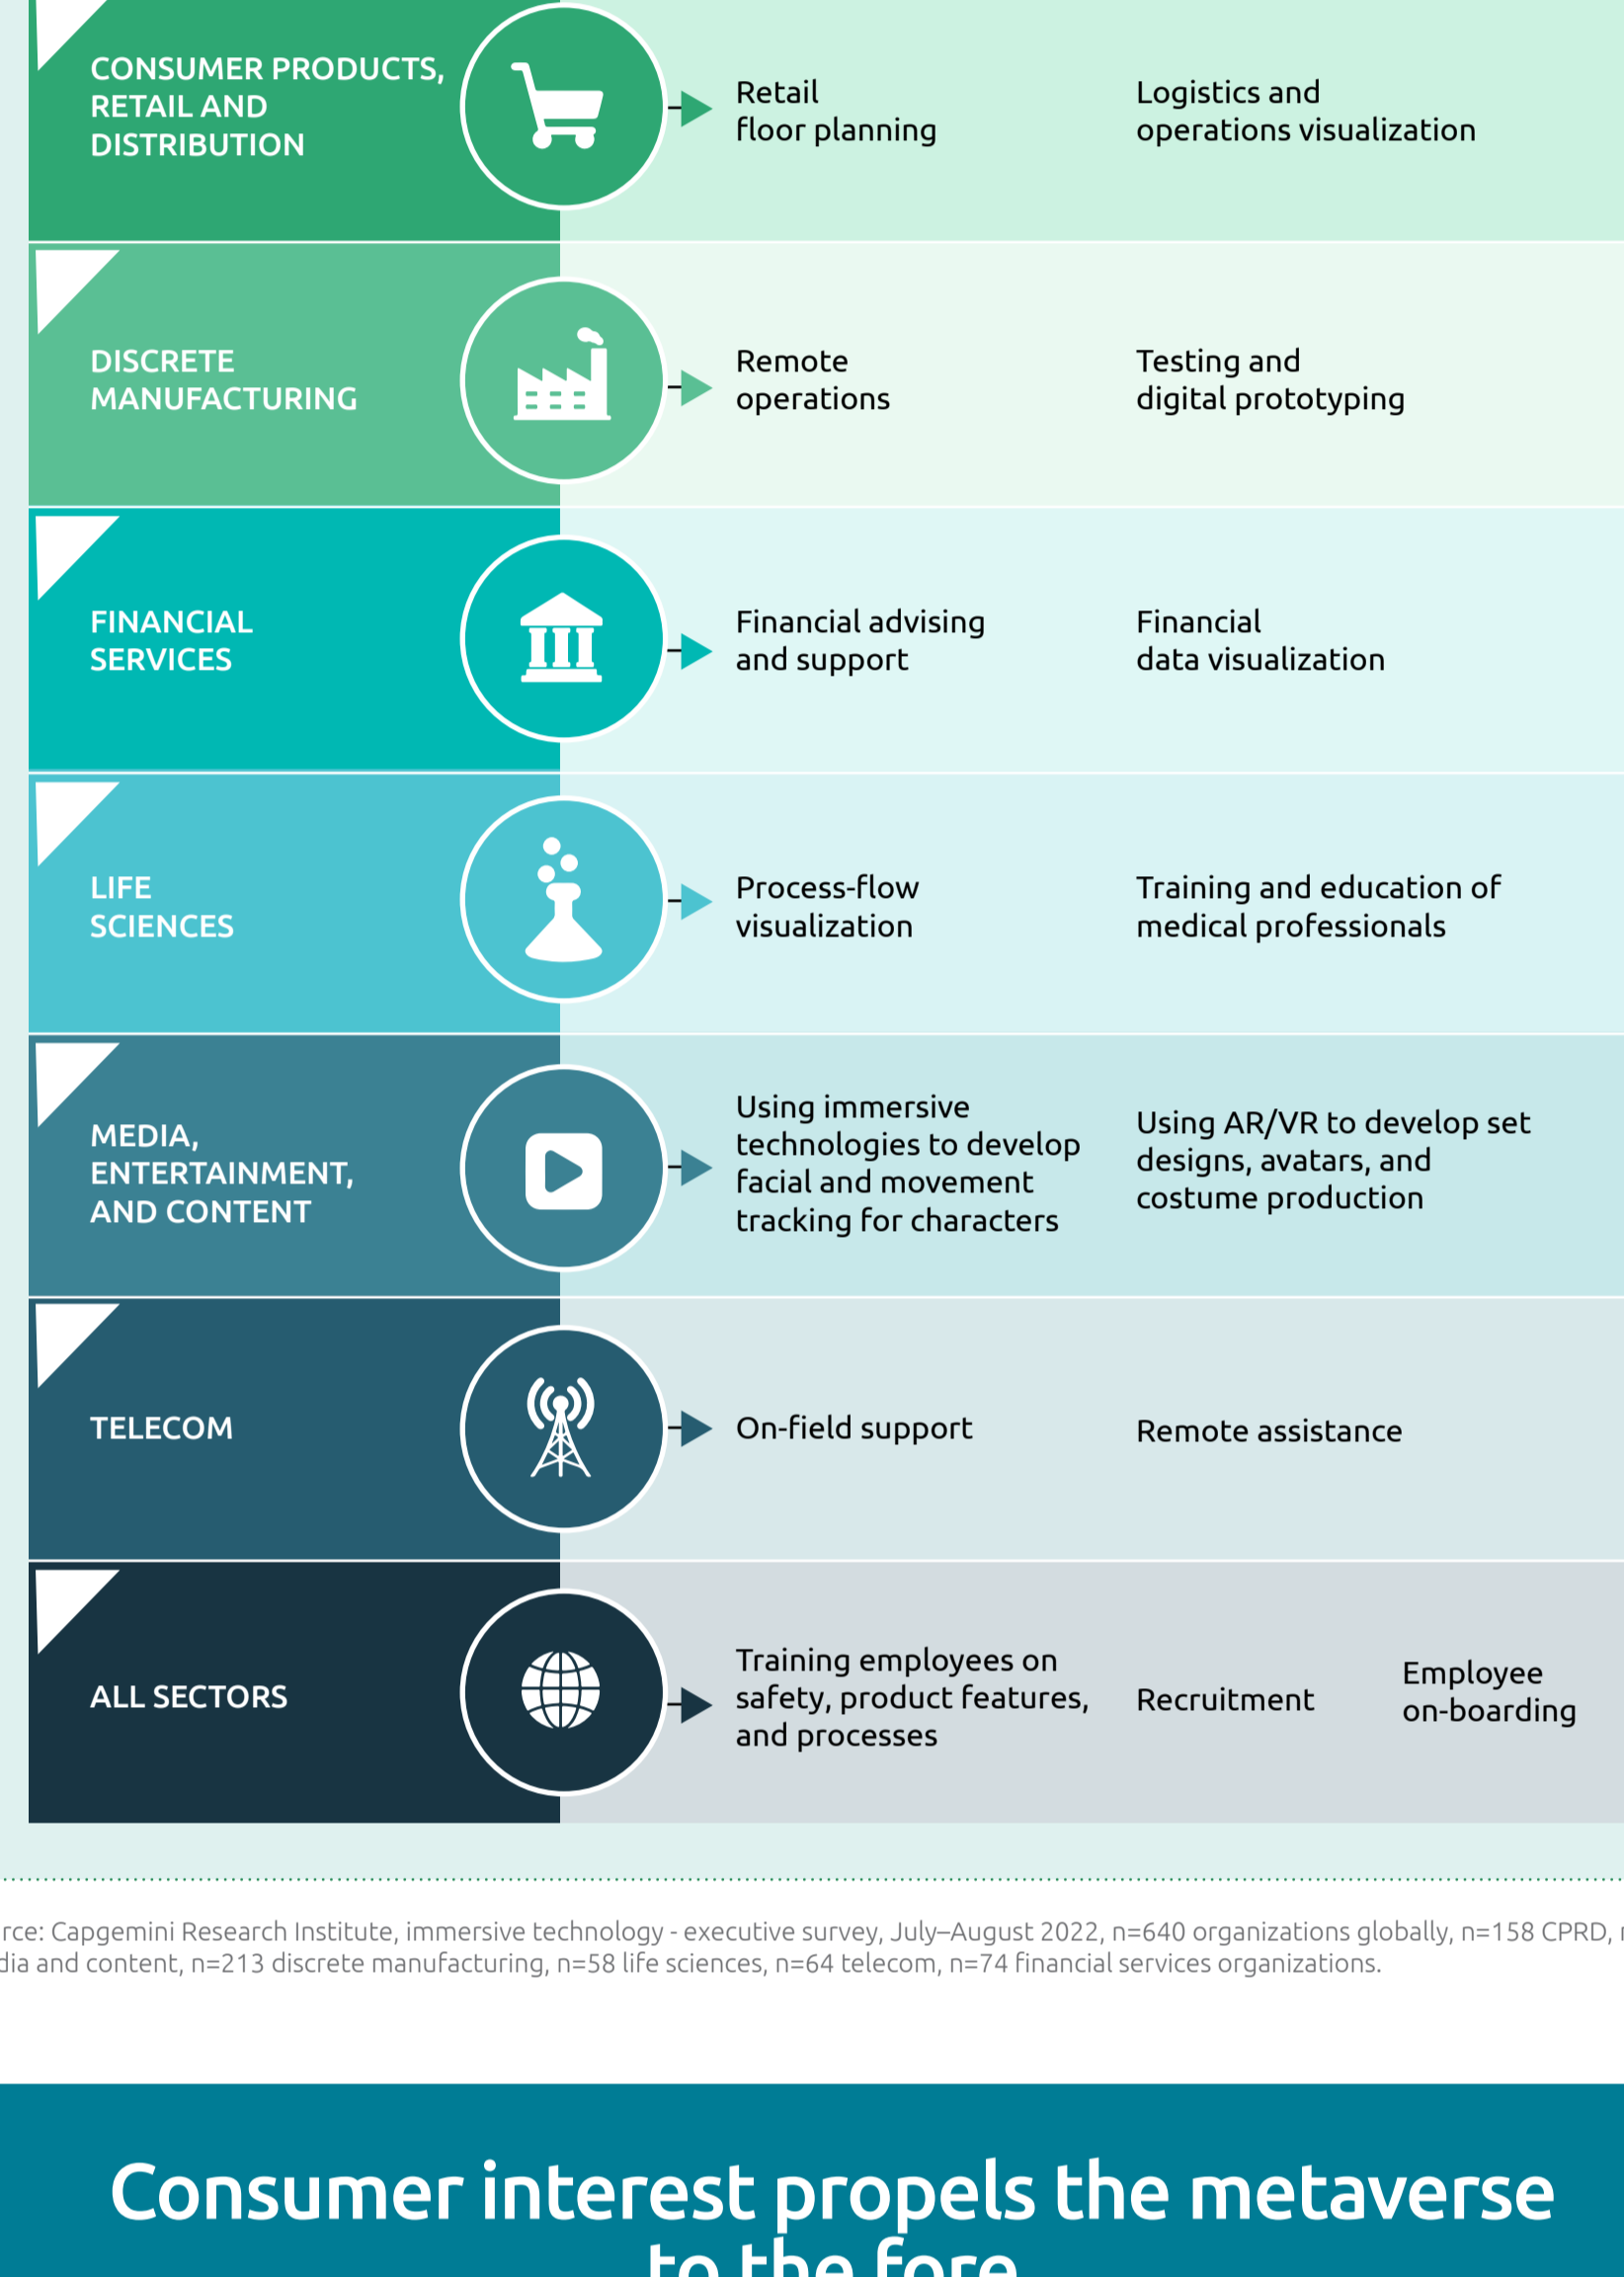 CONSUMER PRODUCTS,
RETAIL AND
DISTRIBUTION
Retail
floor planning
Logistics and
operations visualization
DISCRETE
MANUFACTURING
Remote
operations
Testing and
digital prototyping
FINANCIAL
SERVICES
Financial advising
and support
Financial
data visualization
LIFE
SCIENCES
Process-flow
visualization
Training and education of
medical professionals
MEDIA,
ENTERTAINMENT,
AND CONTENT
Using immersive
technologies to develop
facial and movement
tracking for characters
Using AR/VR to develop set
designs, avatars, and
costume production
TELECOM
On-field support
Remote assistance
ALL SECTORS
Training employees on
safety, product features,
and processes
Recruitment
Employee
on-boarding
rce: Capgemini Research Institute, immersive technology - executive survey, July–August 2022, n=640 organizations globally, n=158 CPRD,
dia and content, n=213 discrete manufacturing, n=58 life sciences, n=64 telecom, n=74 financial services organizations.
Consumer interest propels the metaverse
to the fore